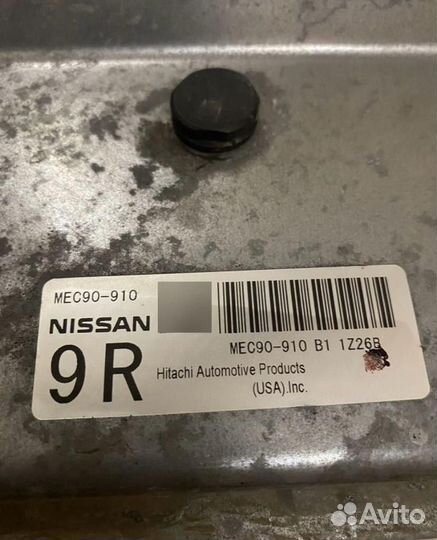 MEC90-910
NISSAN
MEC90-910 B1 1Z26B
9R
Hitachi Automotive Products
(USA).Inc.
Avito